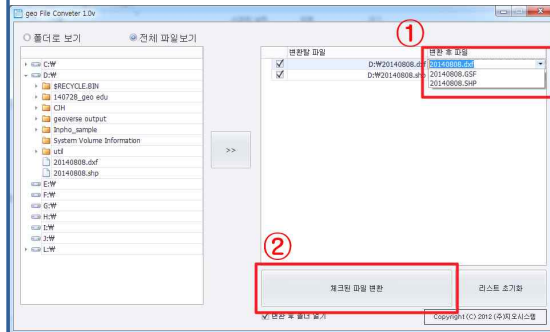 geo File Conveter 1.0v
폴더로 보기
전체 파일보기
①
변환할 파일
변환 후 파일
D:₩20140808.dxf
20140808.dxf
D:₩20140808.shp
20140808.GSF
20140808.SHP
C:₩
D:₩
$RECYCLE.BIN
140728_geo edu
CJH
geoverse output
Inpho_sample
System Volume Information
util
20140808.dxf
20140808.shp
E:₩
F:₩
G:₩
H:₩
I:₩
J:₩
L:₩
>>
②
체크된 파일 변환
리스트 초기화
변환 후 폴더 열기
Copyright (C) 2012 (주)지오시스템